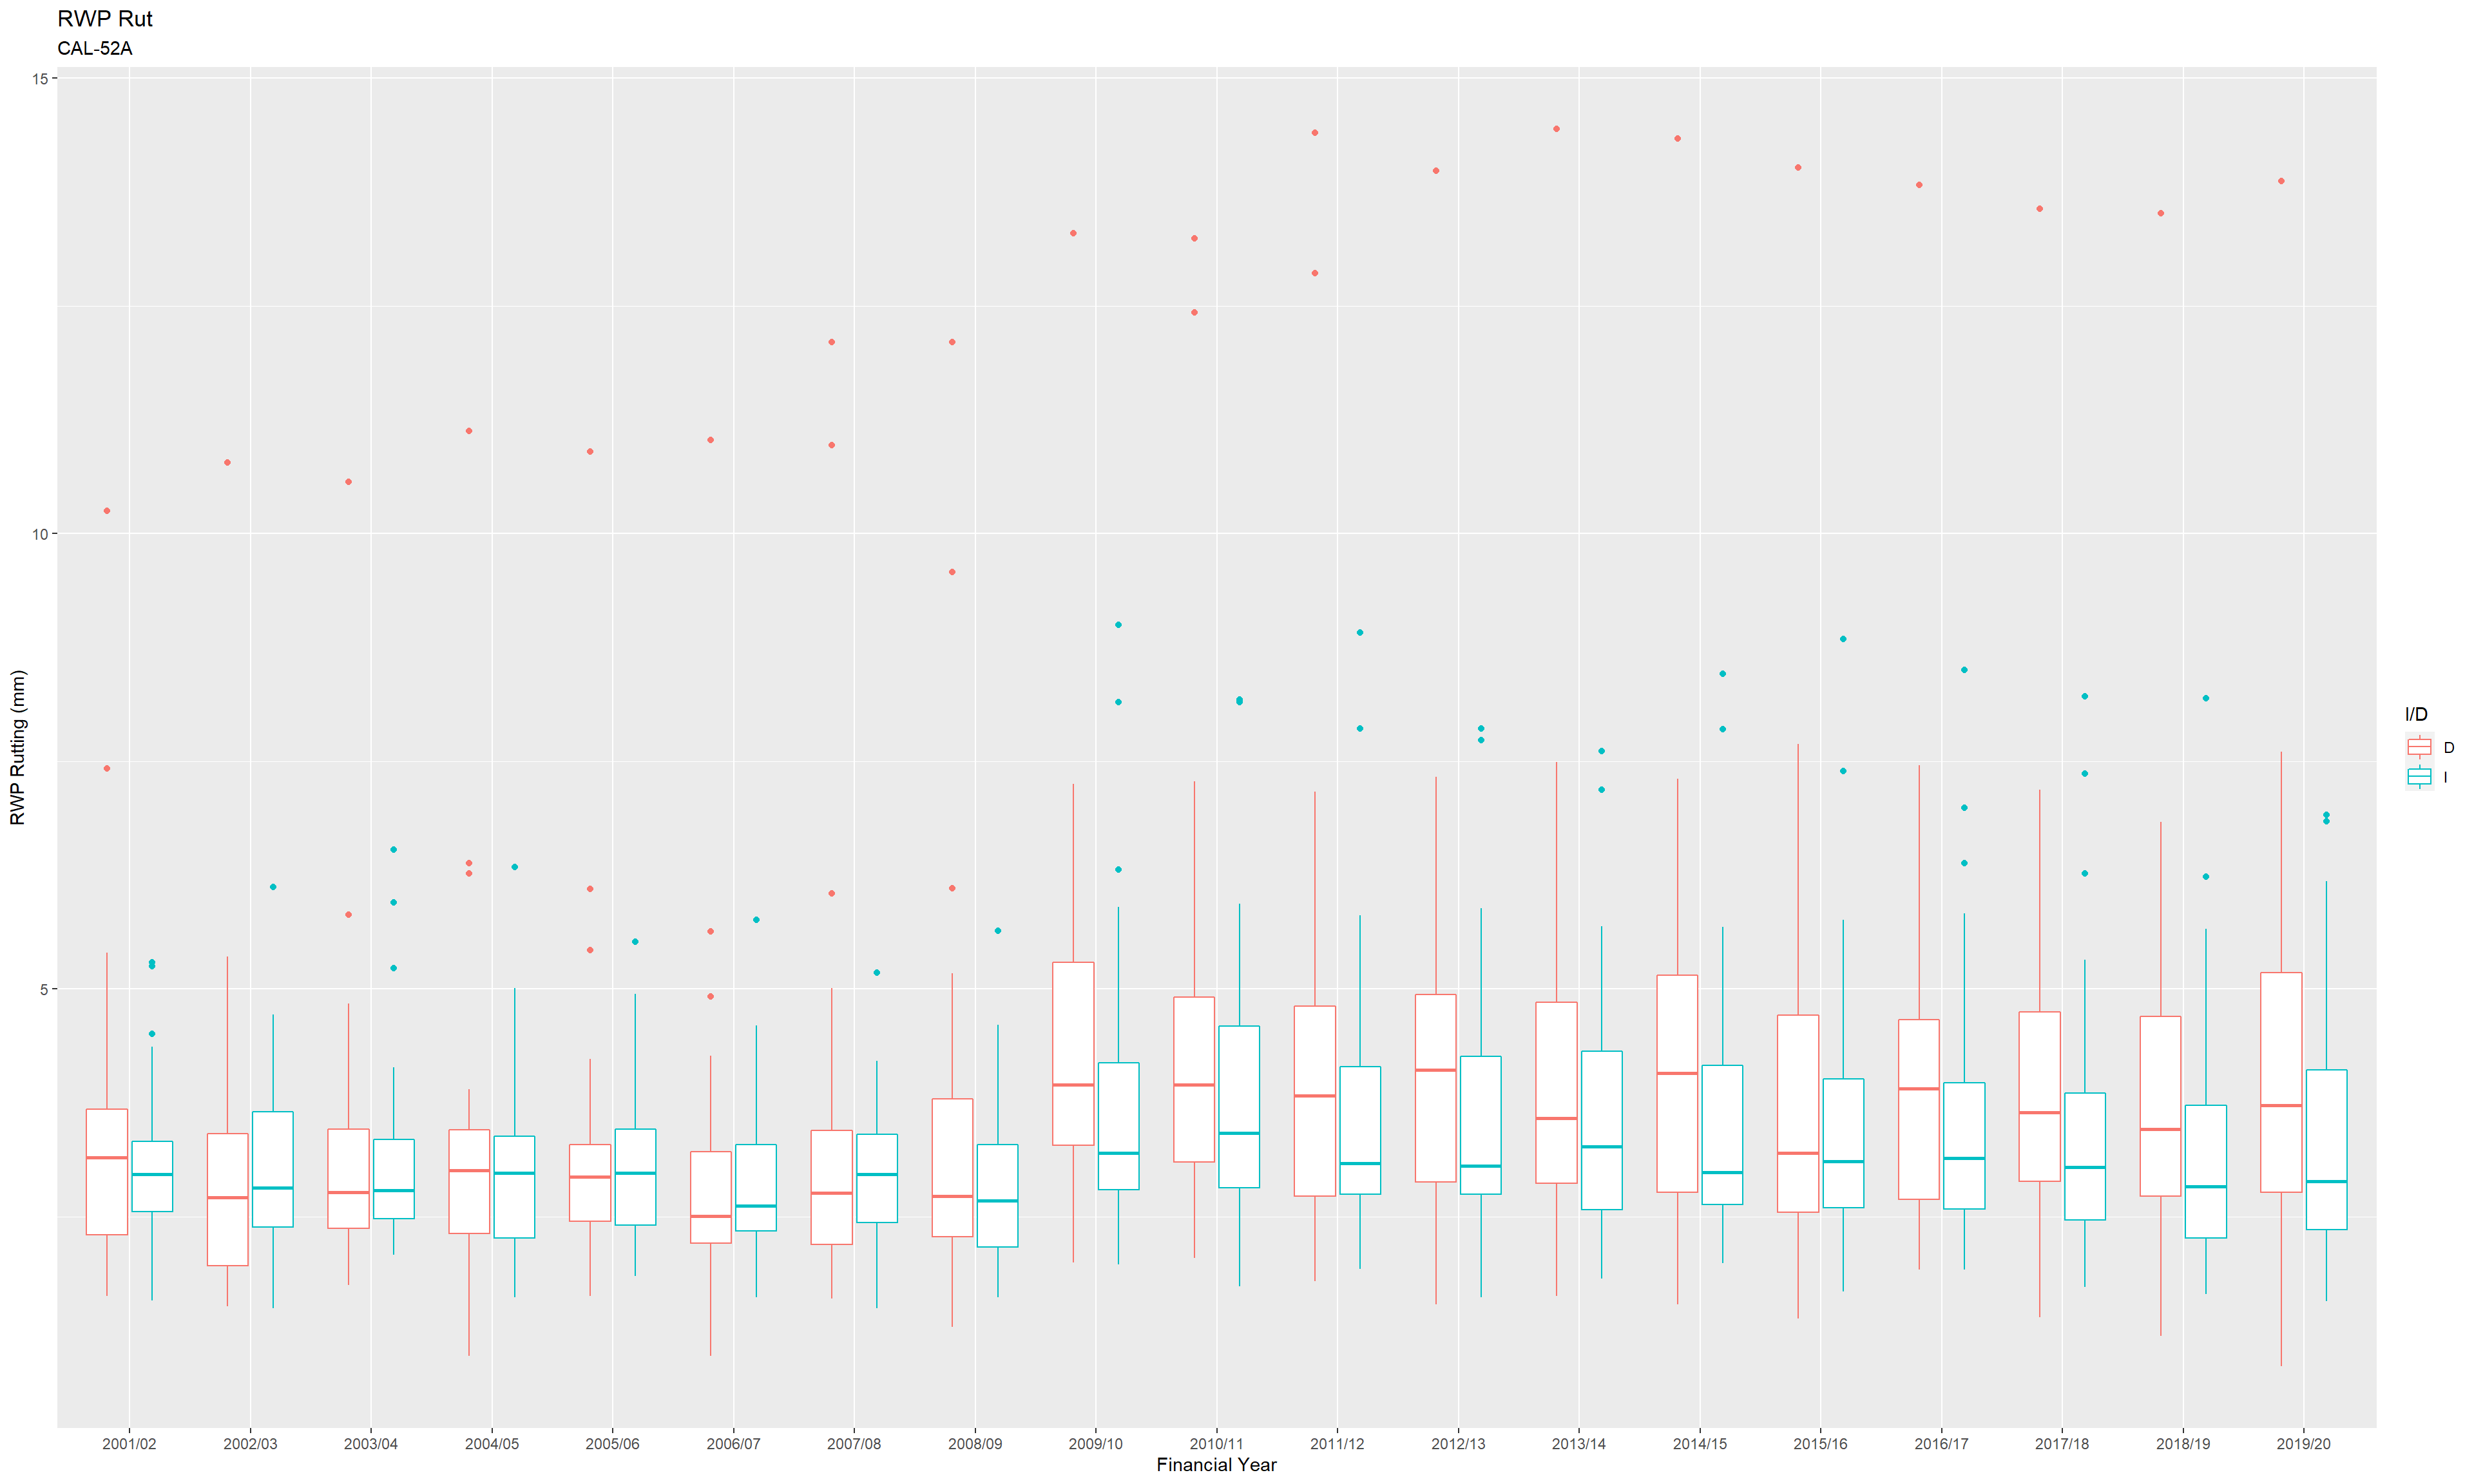 RWP Rut
CAL-52A
15
10
5
RWP Rutting (mm)
2001/02 2002/03 2003/04 2004/05 2005/06 2006/07 2007/08 2008/09 2009/10 2010/11 2011/12 2012/13 2013/14 2014/15 2015/16 2016/17 2017/18 2018/19 2019/20
Financial Year
I/D
D
I